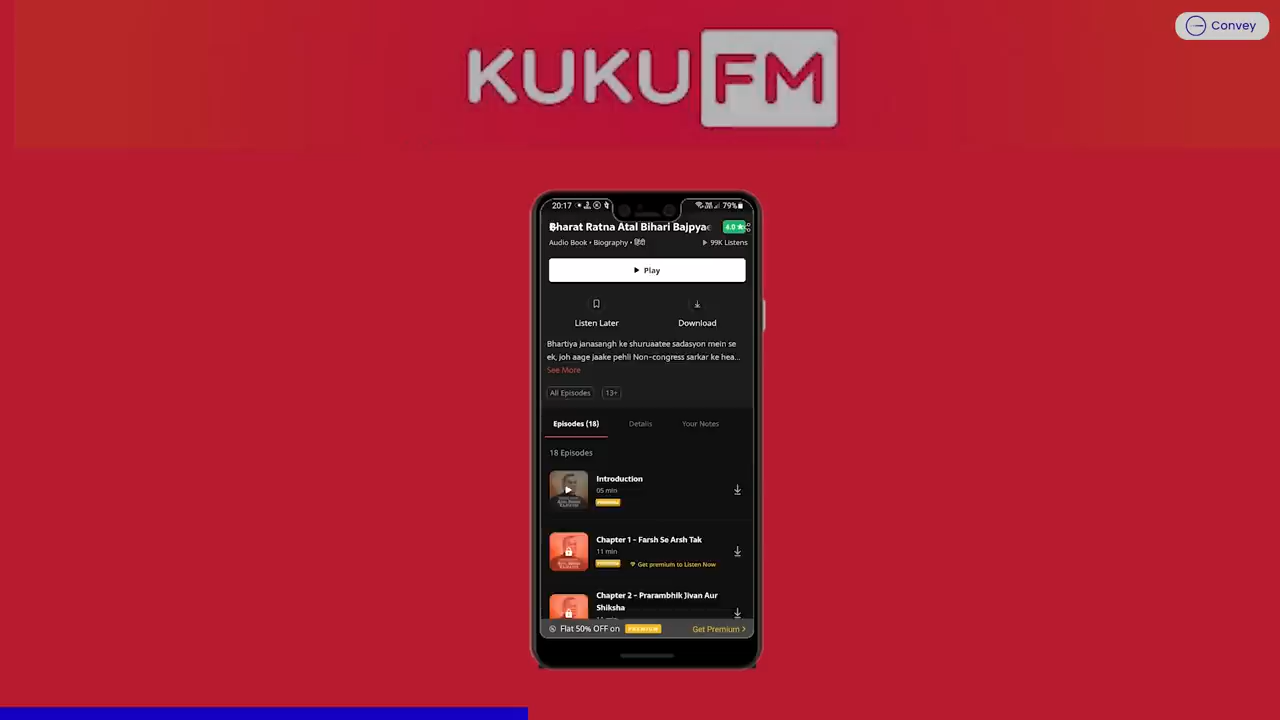 Convey
KUKU FM
20:17
79%
Bharat Ratna Atal Bihari Bajpya
4.0 ★
Audio Book • Biography • हिंदी
99K Listens
Play
Listen Later
Download
Bhartiya janasangh ke shuruaatee sadasyon mein se
ek, joh aage jaake pehli Non-congress sarkar ke hea...
See More
All Episodes
13+
Episodes (18)
Details
Your Notes
18 Episodes
Introduction
05 min
PREMIUM
Chapter 1 - Farsh Se Arsh Tak
11 min
PREMIUM
Get premium to Listen Now
Chapter 2 - Prarambhik Jivan Aur
Shiksha
Flat 50% OFF on PREMIUM
Get Premium >